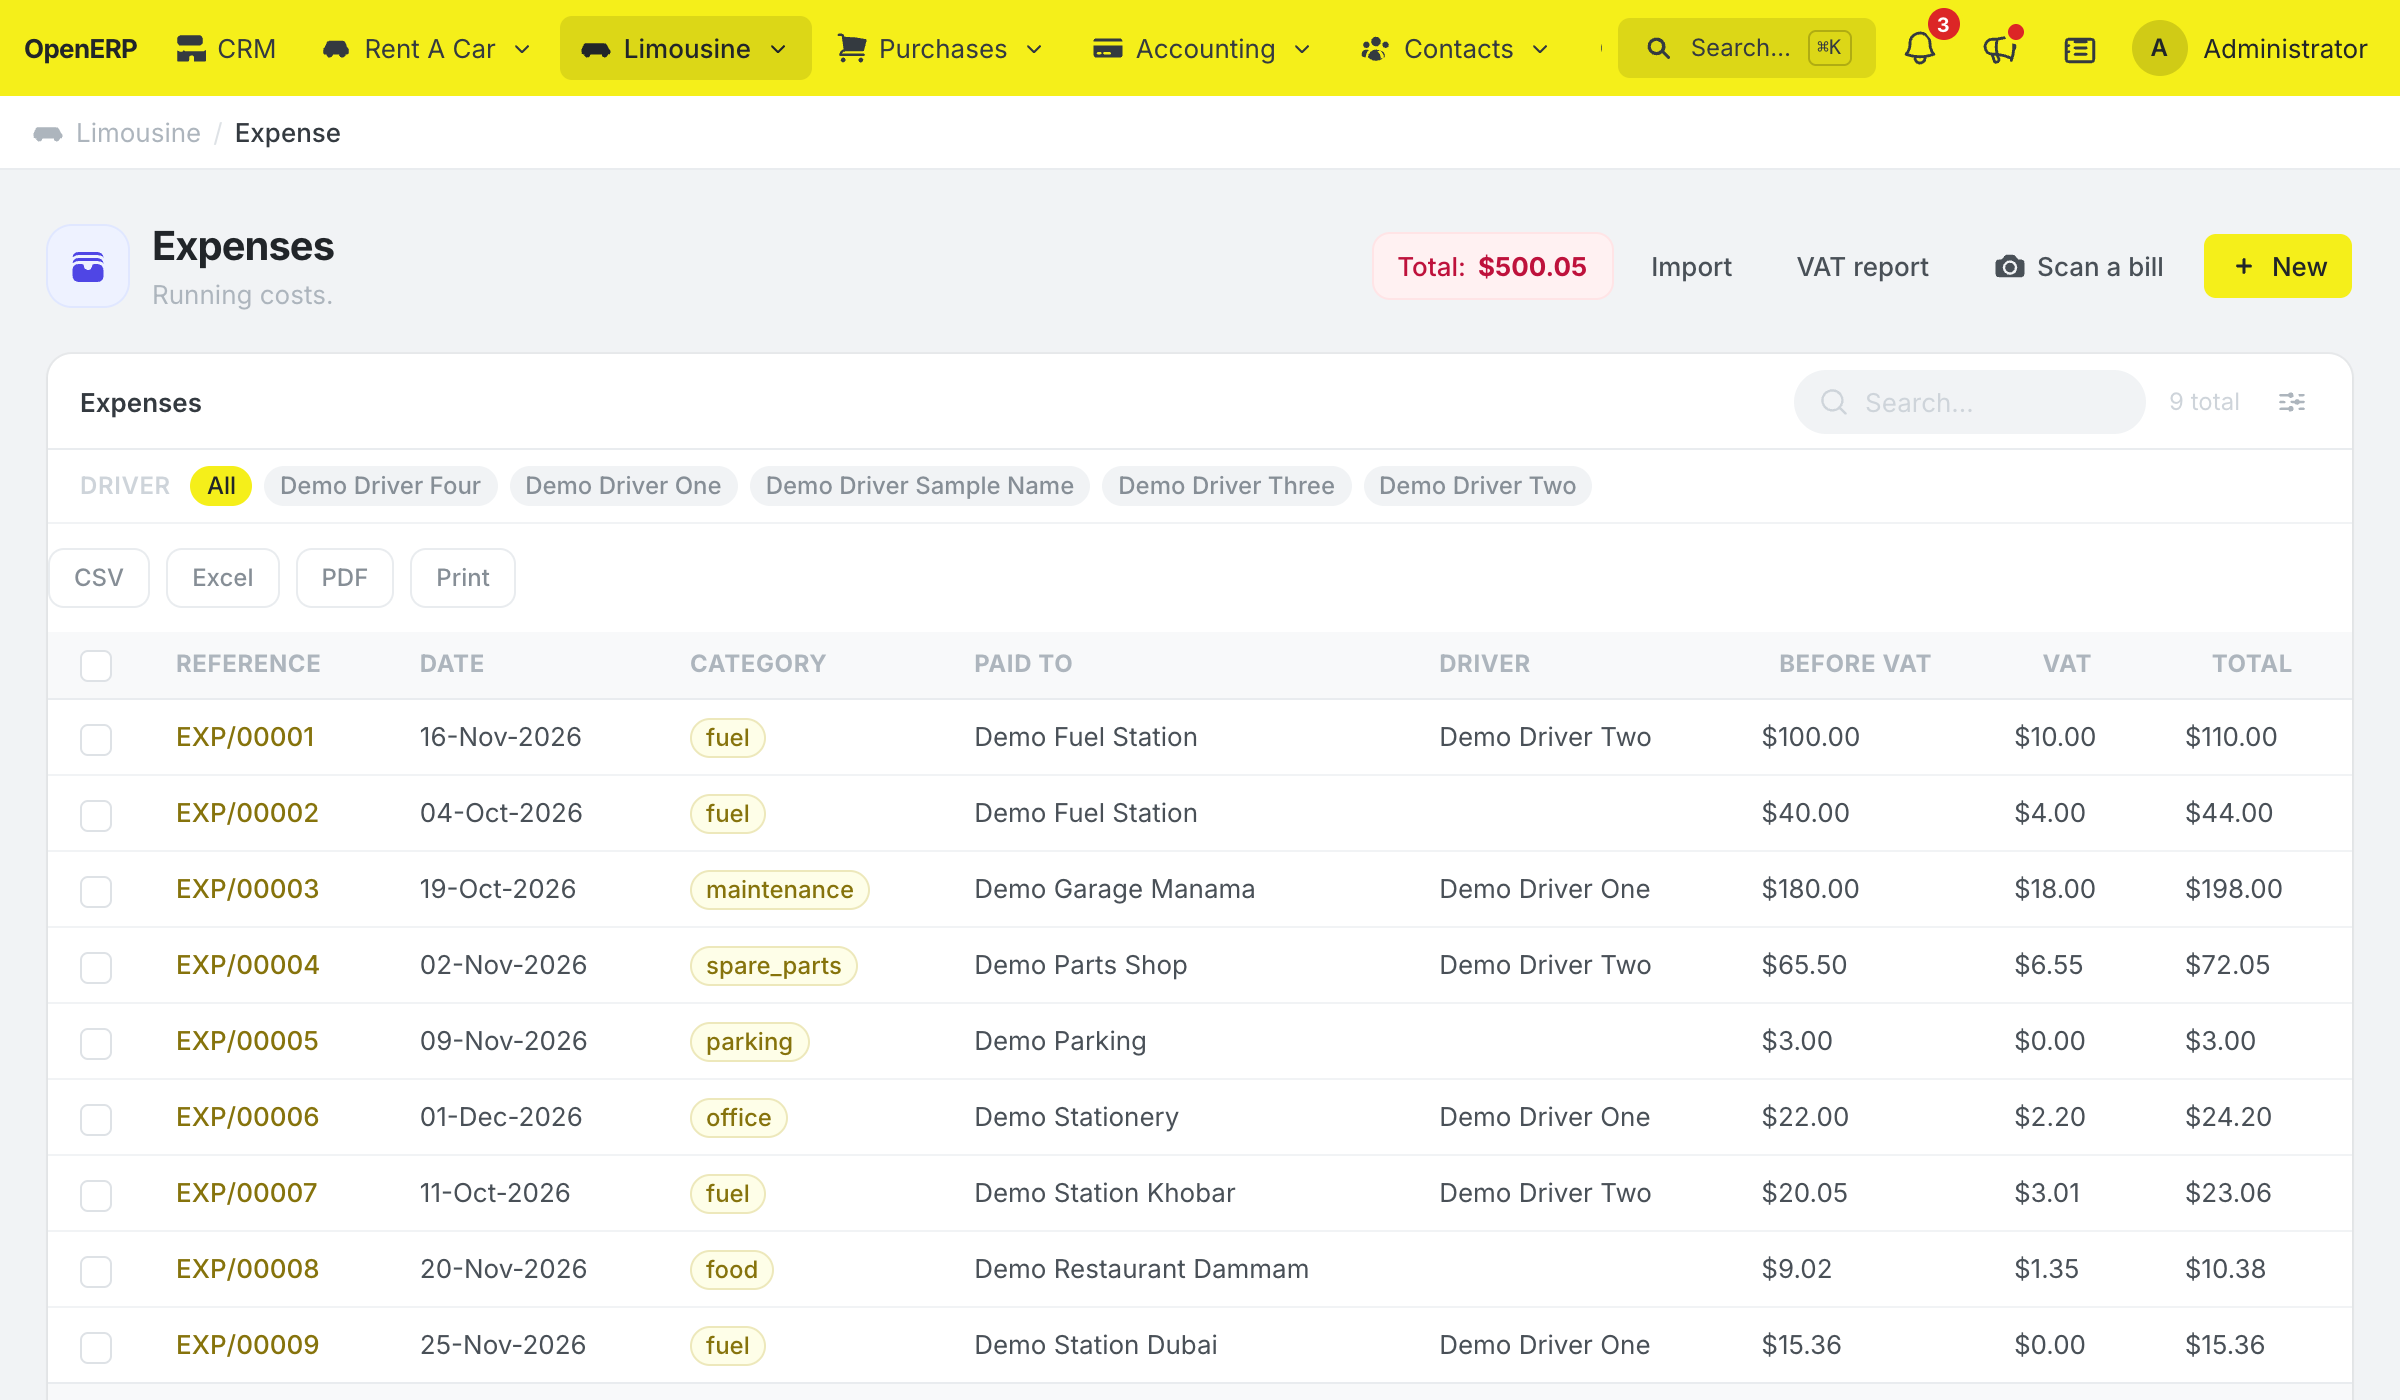 OpenERP CRM Rent A Car Limousine Purchases Accounting Contacts Search... ⌘K 3 A Administrator
Limousine / Expense
Expenses
Running costs.
Total: $500.05 Import VAT report Scan a bill + New
Expenses Search... 9 total
DRIVER All Demo Driver Four Demo Driver One Demo Driver Sample Name Demo Driver Three Demo Driver Two
CSV Excel PDF Print
REFERENCE DATE CATEGORY PAID TO DRIVER BEFORE VAT VAT TOTAL
EXP/00001 16-Nov-2026 fuel Demo Fuel Station Demo Driver Two $100.00 $10.00 $110.00
EXP/00002 04-Oct-2026 fuel Demo Fuel Station $40.00 $4.00 $44.00
EXP/00003 19-Oct-2026 maintenance Demo Garage Manama Demo Driver One $180.00 $18.00 $198.00
EXP/00004 02-Nov-2026 spare_parts Demo Parts Shop Demo Driver Two $65.50 $6.55 $72.05
EXP/00005 09-Nov-2026 parking Demo Parking $3.00 $0.00 $3.00
EXP/00006 01-Dec-2026 office Demo Stationery Demo Driver One $22.00 $2.20 $24.20
EXP/00007 11-Oct-2026 fuel Demo Station Khobar Demo Driver Two $20.05 $3.01 $23.06
EXP/00008 20-Nov-2026 food Demo Restaurant Dammam $9.02 $1.35 $10.38
EXP/00009 25-Nov-2026 fuel Demo Station Dubai Demo Driver One $15.36 $0.00 $15.36